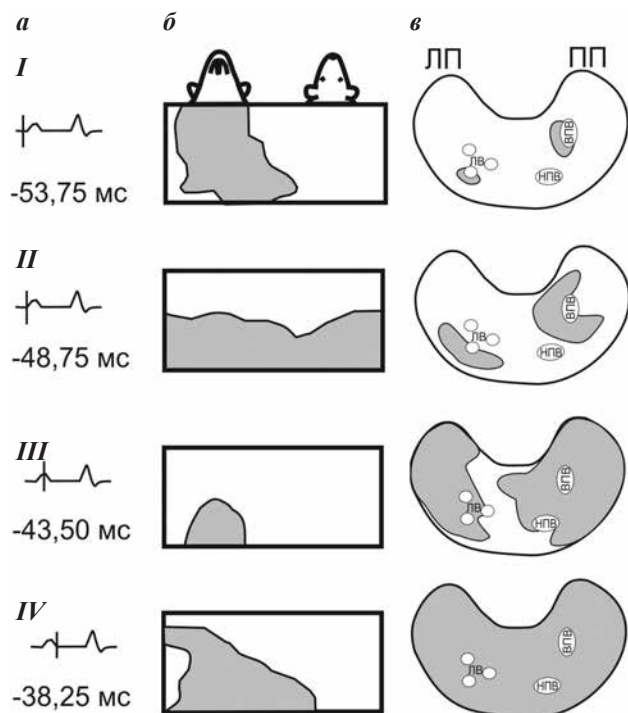 а б в
I ЛП ПП
ВПВ
ЛВ
НПВ
-53,75 мс
II
ВПВ
ЛВ
НПВ
-48,75 мс
III
ВПВ
ЛВ
НПВ
-43,50 мс
IV
ВПВ
ЛВ
НПВ
-38,25 мс